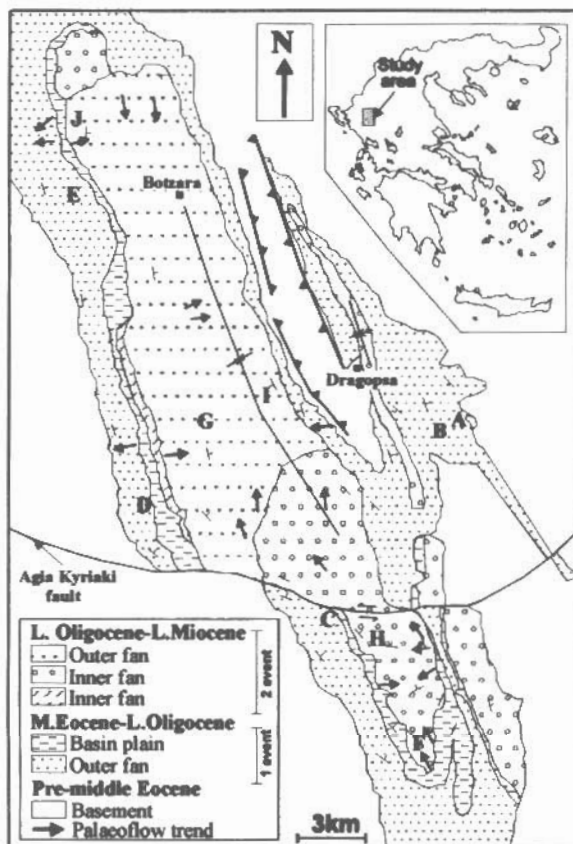 N
Study
area
J
Botzara
E
Dragopsa
I
A
B
G
D
Agia Kyriaki
fault
C
H
F
L. Oligocene-L.Miocene
Outer fan
Inner fan
Inner fan
2 event
M.Eocene-L.Oligocene
Basin plain
Outer fan
1 event
Pre-middle Eocene
Basement
Palaeoflow trend
3km